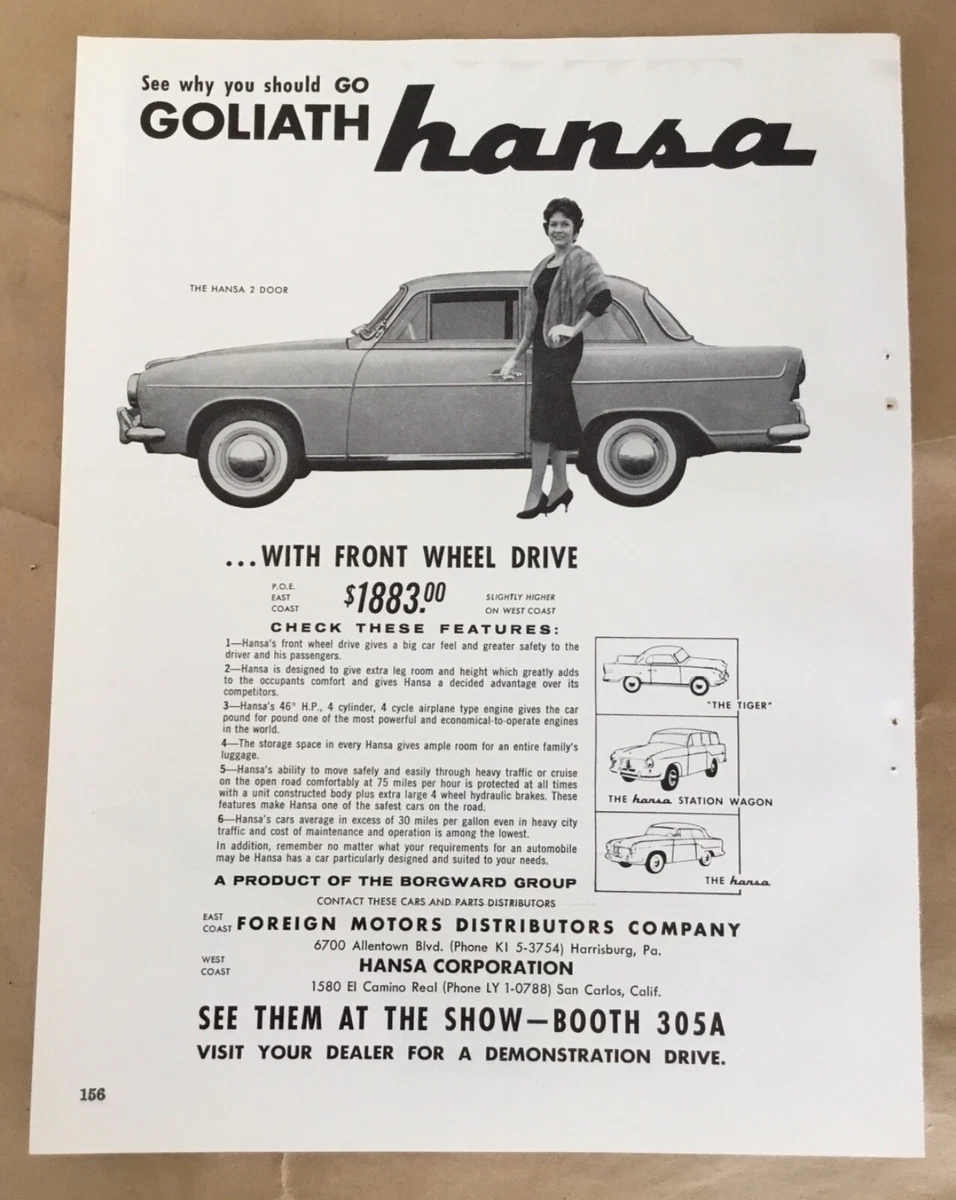 See why you should GO
GOLIATH hansa
THE HANSA 2 DOOR
...WITH FRONT WHEEL DRIVE
P.O.E.
EAST
COAST
$1883.00
SLIGHTLY HIGHER
ON WEST COAST
CHECK THESE FEATURES:
1—Hansa's front wheel drive gives a big car feel and greater safety to the
driver and his passengers.
2—Hansa is designed to give extra leg room and height which greatly adds
to the occupants comfort and gives Hansa a decided advantage over its
competitors.
3—Hansa's 46° H.P., 4 cylinder, 4 cycle airplane type engine gives the car
pound for pound one of the most powerful and economical-to-operate engines
in the world.
4—The storage space in every Hansa gives ample room for an entire family's
luggage.
5—Hansa's ability to move safely and easily through heavy traffic or cruise
on the open road comfortably at 75 miles per hour is protected at all times
with a unit constructed body plus extra large 4 wheel hydraulic brakes. These
features make Hansa one of the safest cars on the road.
6—Hansa's cars average in excess of 30 miles per gallon even in heavy city
traffic and cost of maintenance and operation is among the lowest.
In addition, remember no matter what your requirements for an automobile
may be Hansa has a car particularly designed and suited to your needs.
"THE TIGER"
THE hansa STATION WAGON
THE hansa
A PRODUCT OF THE BORGWARD GROUP
CONTACT THESE CARS AND PARTS DISTRIBUTORS
EAST
COAST
FOREIGN MOTORS DISTRIBUTORS COMPANY
6700 Allentown Blvd. (Phone KI 5-3754) Harrisburg, Pa.
WEST
COAST
HANSA CORPORATION
1580 El Camino Real (Phone LY 1-0788) San Carlos, Calif.
SEE THEM AT THE SHOW—BOOTH 305A
VISIT YOUR DEALER FOR A DEMONSTRATION DRIVE.
156